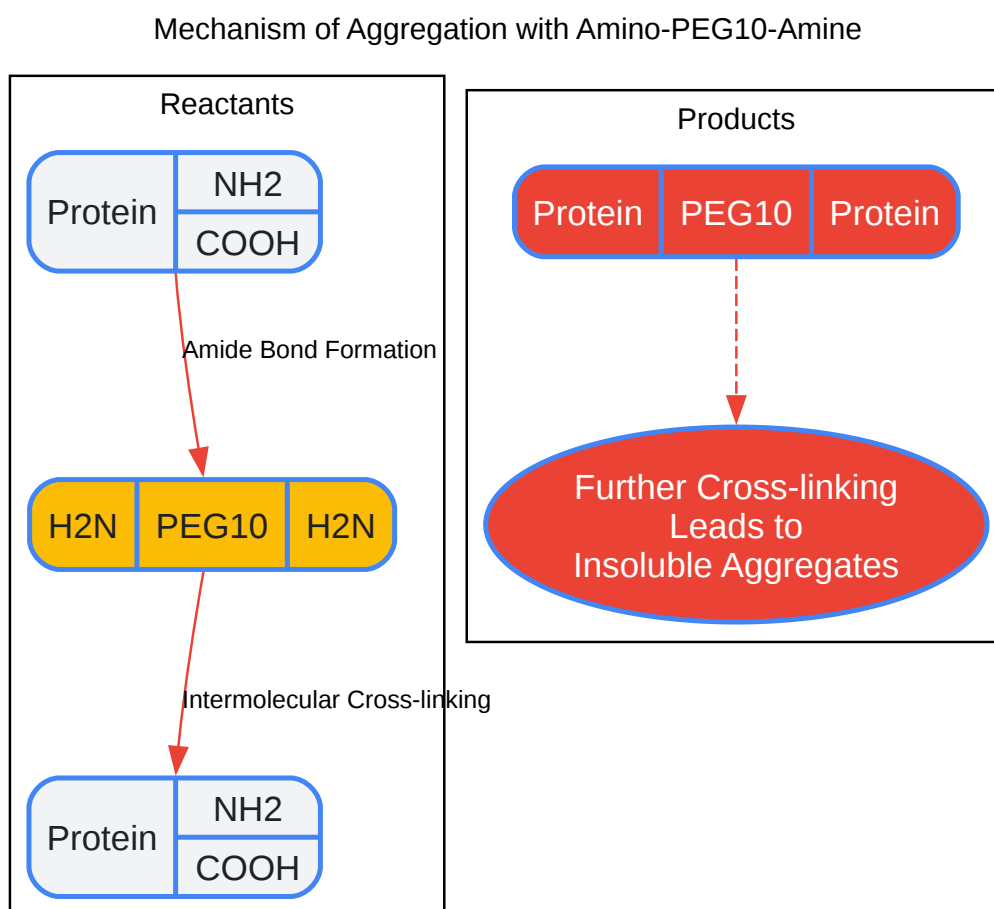 Mechanism of Aggregation with Amino-PEG10-Amine
Reactants
Protein
NH2
COOH
Amide Bond Formation
H2N
PEG10
H2N
Intermolecular Cross-linking
Protein
NH2
COOH
Products
Protein
PEG10
Protein
Further Cross-linking
Leads to
Insoluble Aggregates